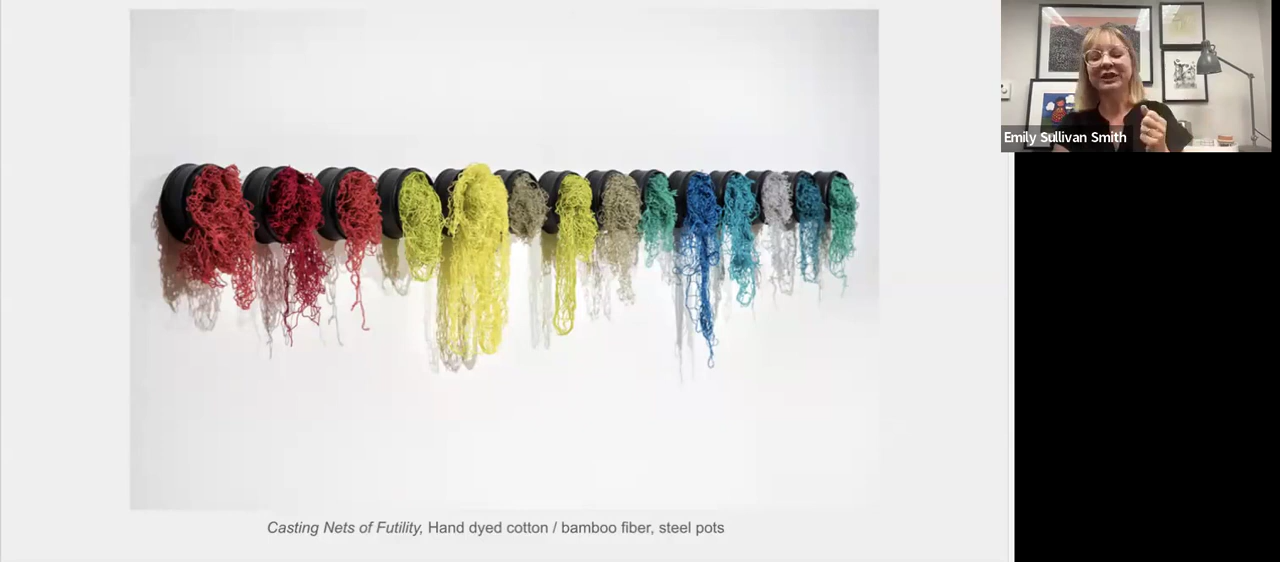 Emily Sullivan Smith
Casting Nets of Futility, Hand dyed cotton / bamboo fiber, steel pots